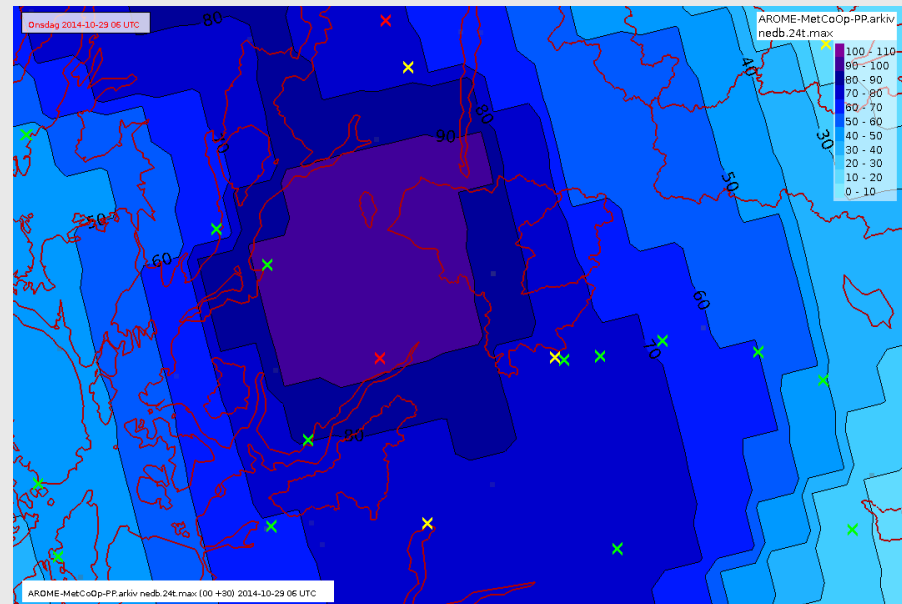 Onsdag 2014-10-29 06 UTC
AROME-MetCoOp-PP.arkiv
nedb.24t.max
100 - 110
90 - 100
80 - 90
70 - 80
60 - 70
50 - 60
40 - 50
30 - 40
20 - 30
10 - 20
0 - 10
80
40
80
30
90
70
50
50
60
60
70
80
AROME-MetCoOp-PP.arkiv nedb.24t.max (00 +30) 2014-10-29 06 UTC